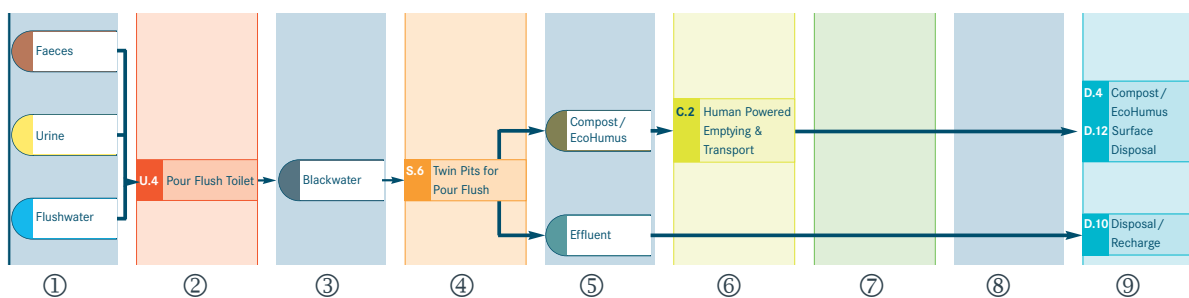 Faeces
Urine
Flushwater
U.4 Pour Flush Toilet
Blackwater
S.6 Twin Pits for
Pour Flush
Compost /
EcoHumus
Effluent
C.2 Human Powered
Emptying &
Transport
D.4 Compost /
EcoHumus
D.12 Surface
Disposal
D.10 Disposal /
Recharge
① ② ③ ④ ⑤ ⑥ ⑦ ⑧ ⑨